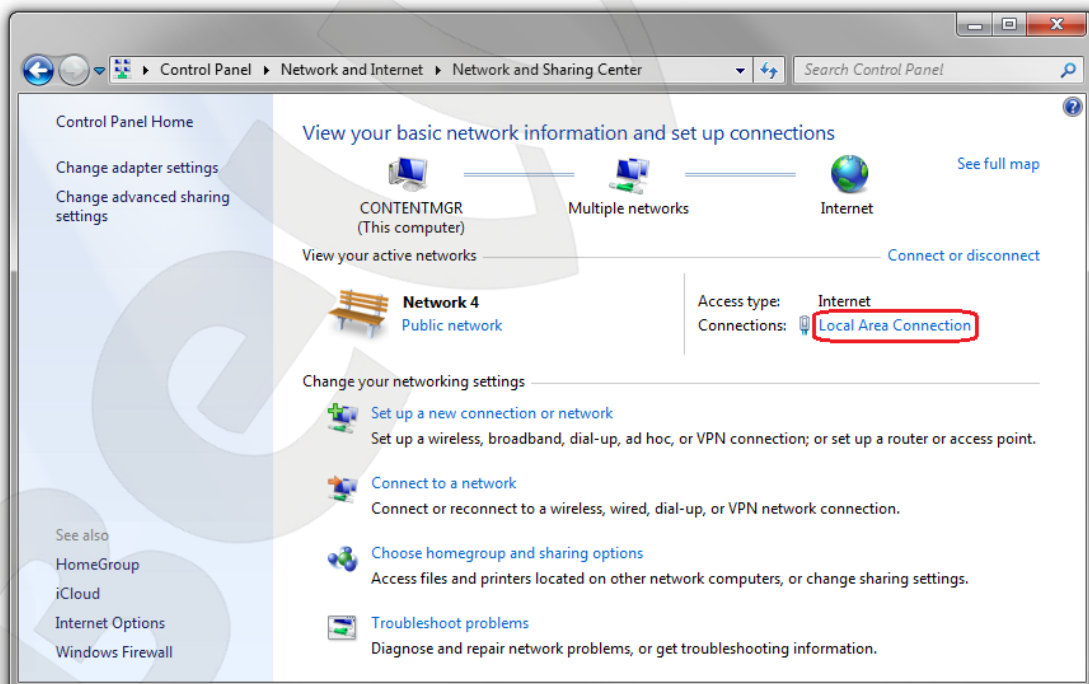 Control Panel ▸ Network and Internet ▸ Network and Sharing Center
Search Control Panel
Control Panel Home
Change adapter settings
Change advanced sharing
settings
See also
HomeGroup
iCloud
Internet Options
Windows Firewall
View your basic network information and set up connections
See full map
CONTENTMGR
(This computer)
Multiple networks
Internet
View your active networks
Connect or disconnect
Network 4
Public network
Access type: Internet
Connections: Local Area Connection
Change your networking settings
Set up a new connection or network
Set up a wireless, broadband, dial-up, ad hoc, or VPN connection; or set up a router or access point.
Connect to a network
Connect or reconnect to a wireless, wired, dial-up, or VPN network connection.
Choose homegroup and sharing options
Access files and printers located on other network computers, or change sharing settings.
Troubleshoot problems
Diagnose and repair network problems, or get troubleshooting information.